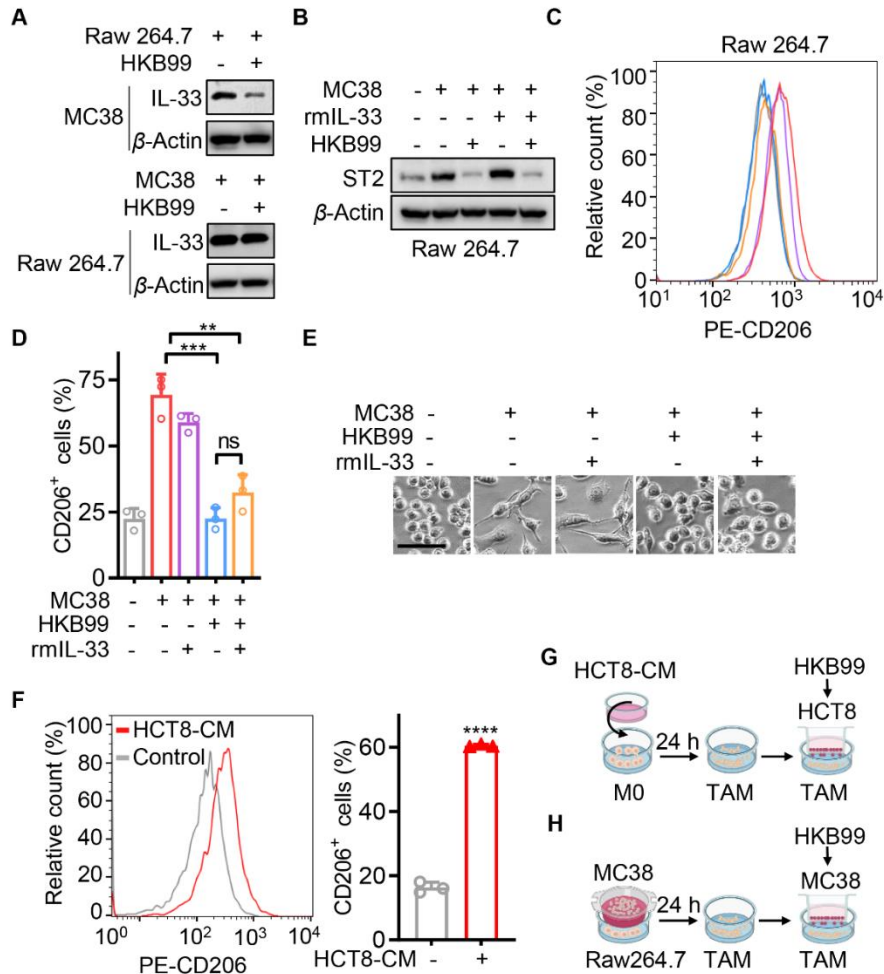 A
Raw 264.7 + +
HKB99 - +
MC38
IL-33
β-Actin
MC38 + +
HKB99 - +
Raw 264.7
IL-33
β-Actin
B
MC38 - + + + +
rmIL-33 - - - + +
HKB99 - - + - +
ST2
β-Actin
Raw 264.7
C
Raw 264.7
Relative count (%)
100
80
60
40
20
0
10¹ 10² 10³ 10⁴
PE-CD206
D
CD206⁺ cells (%)
75
50
25
0
**
***
ns
MC38 - + + + +
HKB99 - - - + +
rmIL-33 - - + - +
E
MC38 - + + + +
HKB99 - - - + +
rmIL-33 - - + - +
F
Relative count (%)
100
80
60
40
20
0
HCT8-CM
Control
10⁰ 10² 10³ 10⁴
PE-CD206
CD206⁺ cells (%)
60
40
20
0
****
HCT8-CM - +
G
HCT8-CM
HKB99
HCT8
24 h
M0 TAM TAM
H
MC38
HKB99
MC38
24 h
Raw264.7 TAM TAM